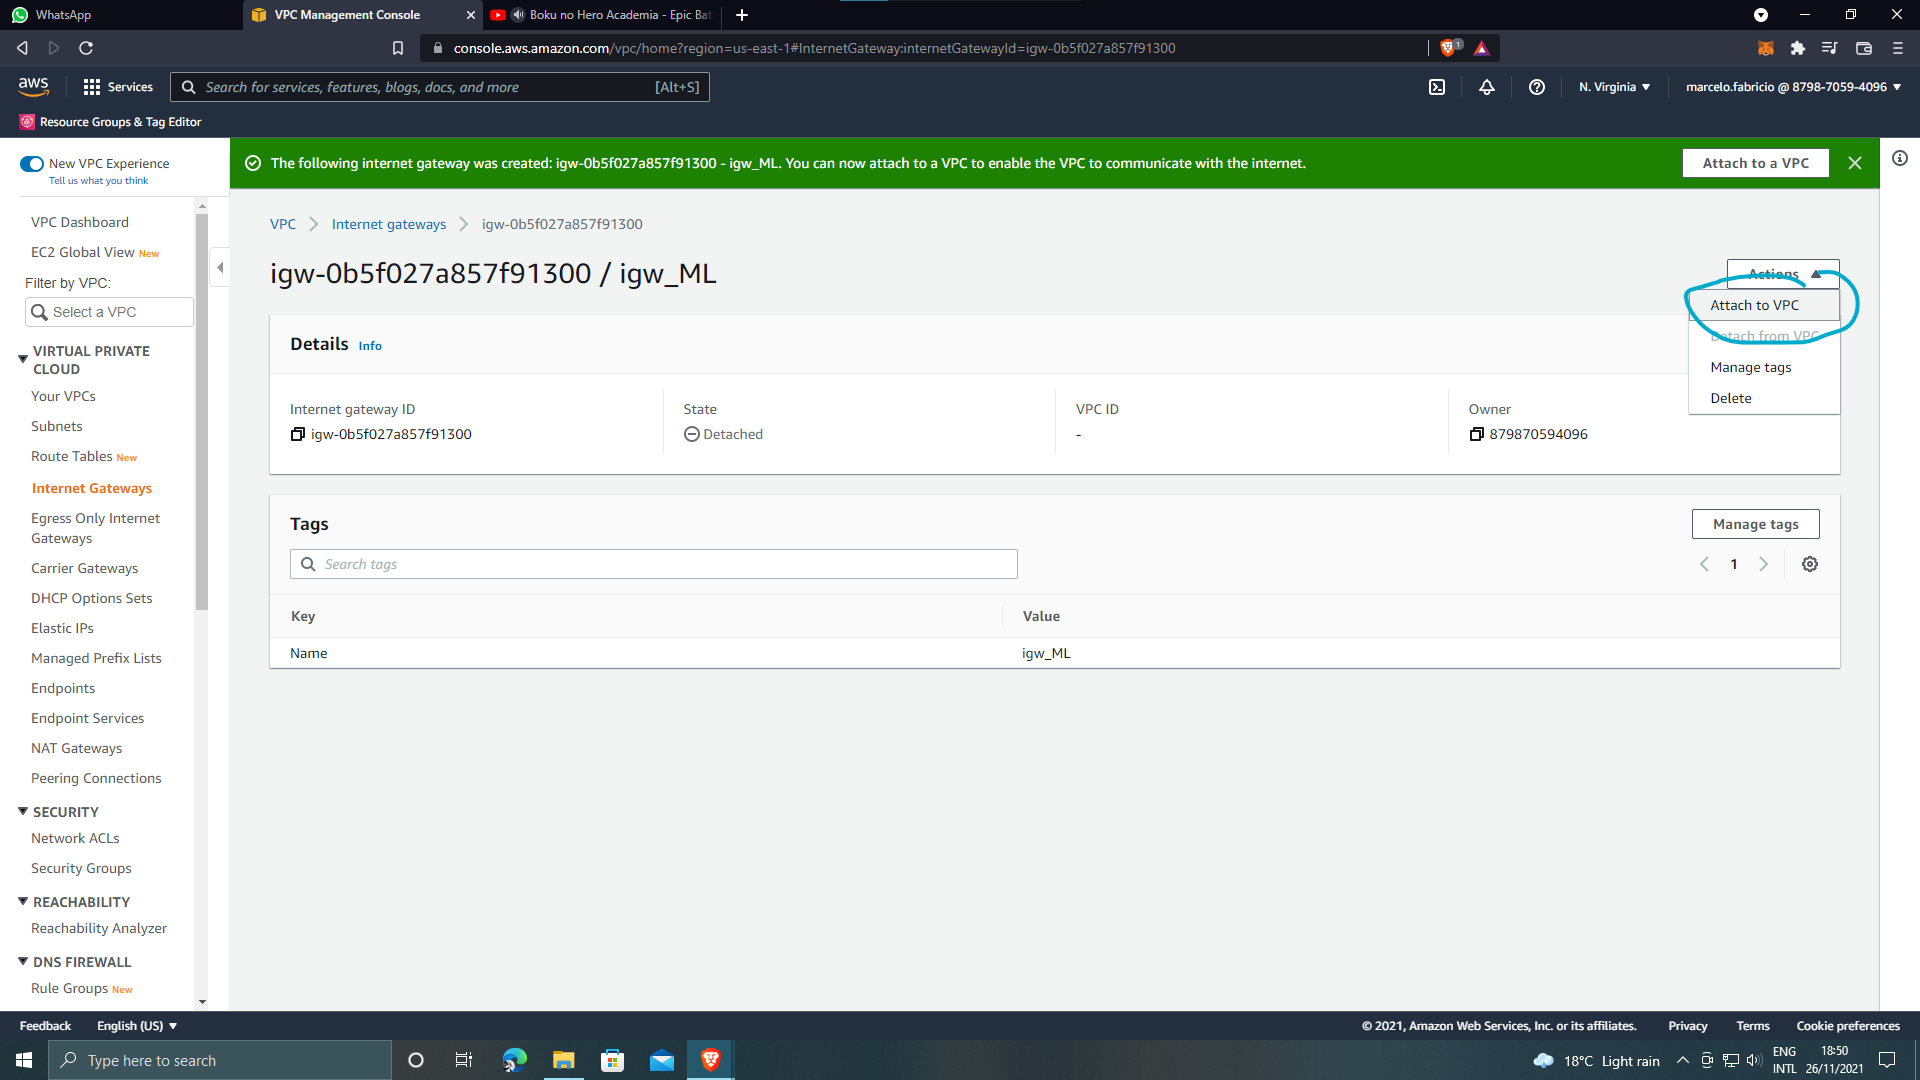 WhatsApp
VPC Management Console
Boku no Hero Academia - Epic Bat
console.aws.amazon.com/vpc/home?region=us-east-1#InternetGateway:internetGatewayId=igw-0b5f027a857f91300
1
aws
Services
Search for services, features, blogs, docs, and more
[Alt+S]
N. Virginia
marcelo.fabricio @ 8798-7059-4096
Resource Groups & Tag Editor
New VPC Experience
Tell us what you think
The following internet gateway was created: igw-0b5f027a857f91300 - igw_ML. You can now attach to a VPC to enable the VPC to communicate with the internet.
Attach to a VPC
VPC Dashboard
EC2 Global View New
Filter by VPC:
Select a VPC
VIRTUAL PRIVATE
CLOUD
Your VPCs
Subnets
Route Tables New
Internet Gateways
Egress Only Internet
Gateways
Carrier Gateways
DHCP Options Sets
Elastic IPs
Managed Prefix Lists
Endpoints
Endpoint Services
NAT Gateways
Peering Connections
SECURITY
Network ACLs
Security Groups
REACHABILITY
Reachability Analyzer
DNS FIREWALL
Rule Groups New
VPC
Internet gateways
igw-0b5f027a857f91300
igw-0b5f027a857f91300 / igw_ML
Actions
Attach to VPC
Detach from VPC
Manage tags
Delete
Details Info
Internet gateway ID
igw-0b5f027a857f91300
State
Detached
VPC ID
-
Owner
879870594096
Tags
Manage tags
Search tags
1
Key
Value
Name
igw_ML
Feedback
English (US)
© 2021, Amazon Web Services, Inc. or its affiliates.
Privacy
Terms
Cookie preferences
Type here to search
18°C Light rain
ENG
INTL
18:50
26/11/2021